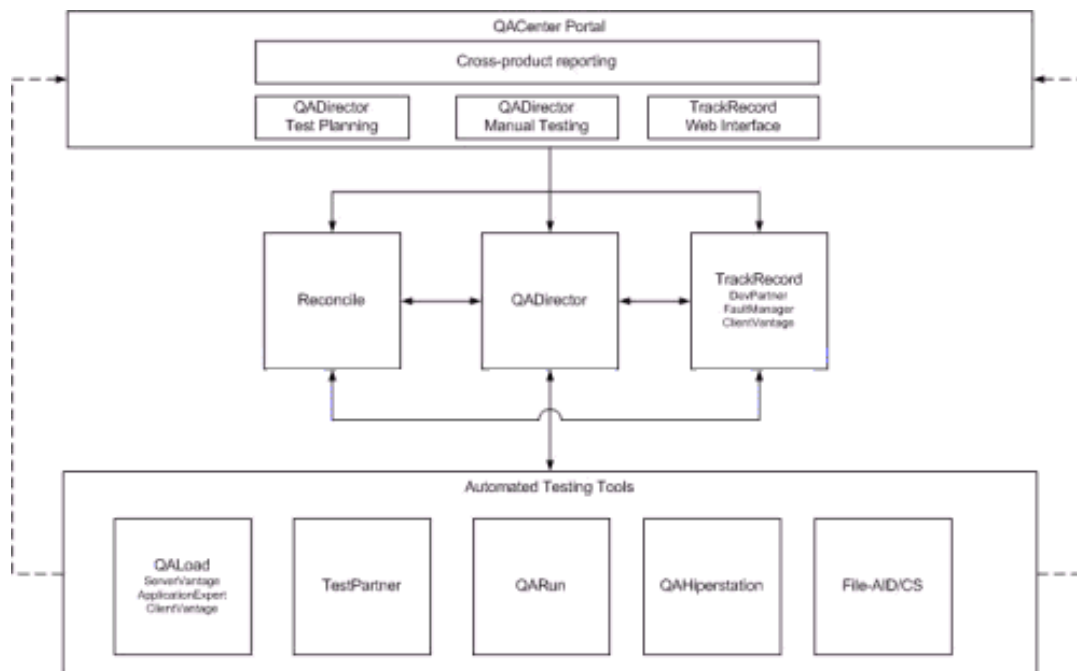 QACenter Portal
Cross-product reporting
QADirector
Test Planning
QADirector
Manual Testing
TrackRecord
Web Interface
Reconcile
QADirector
TrackRecord
DevPartner
FaultManager
ClientVantage
Automated Testing Tools
QALoad
ServerVantage
ApplicationExpert
ClientVantage
TestPartner
QARun
QAHiperstation
File-AID/CS